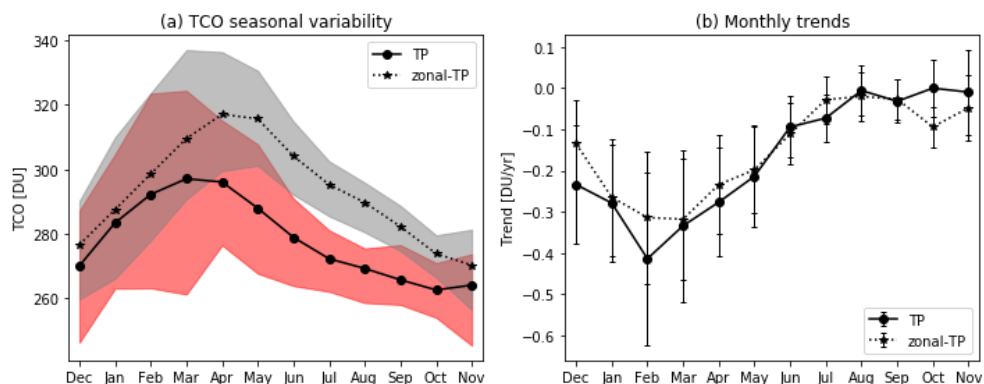 (a) TCO seasonal variability
TCO [DU]
340
320
300
280
260
TP
zonal-TP
Dec Jan Feb Mar Apr May Jun Jul Aug Sep Oct Nov
(b) Monthly trends
Trend [DU/yr]
0.1
0.0
−0.1
−0.2
−0.3
−0.4
−0.5
−0.6
TP
zonal-TP
Dec Jan Feb Mar Apr May Jun Jul Aug Sep Oct Nov